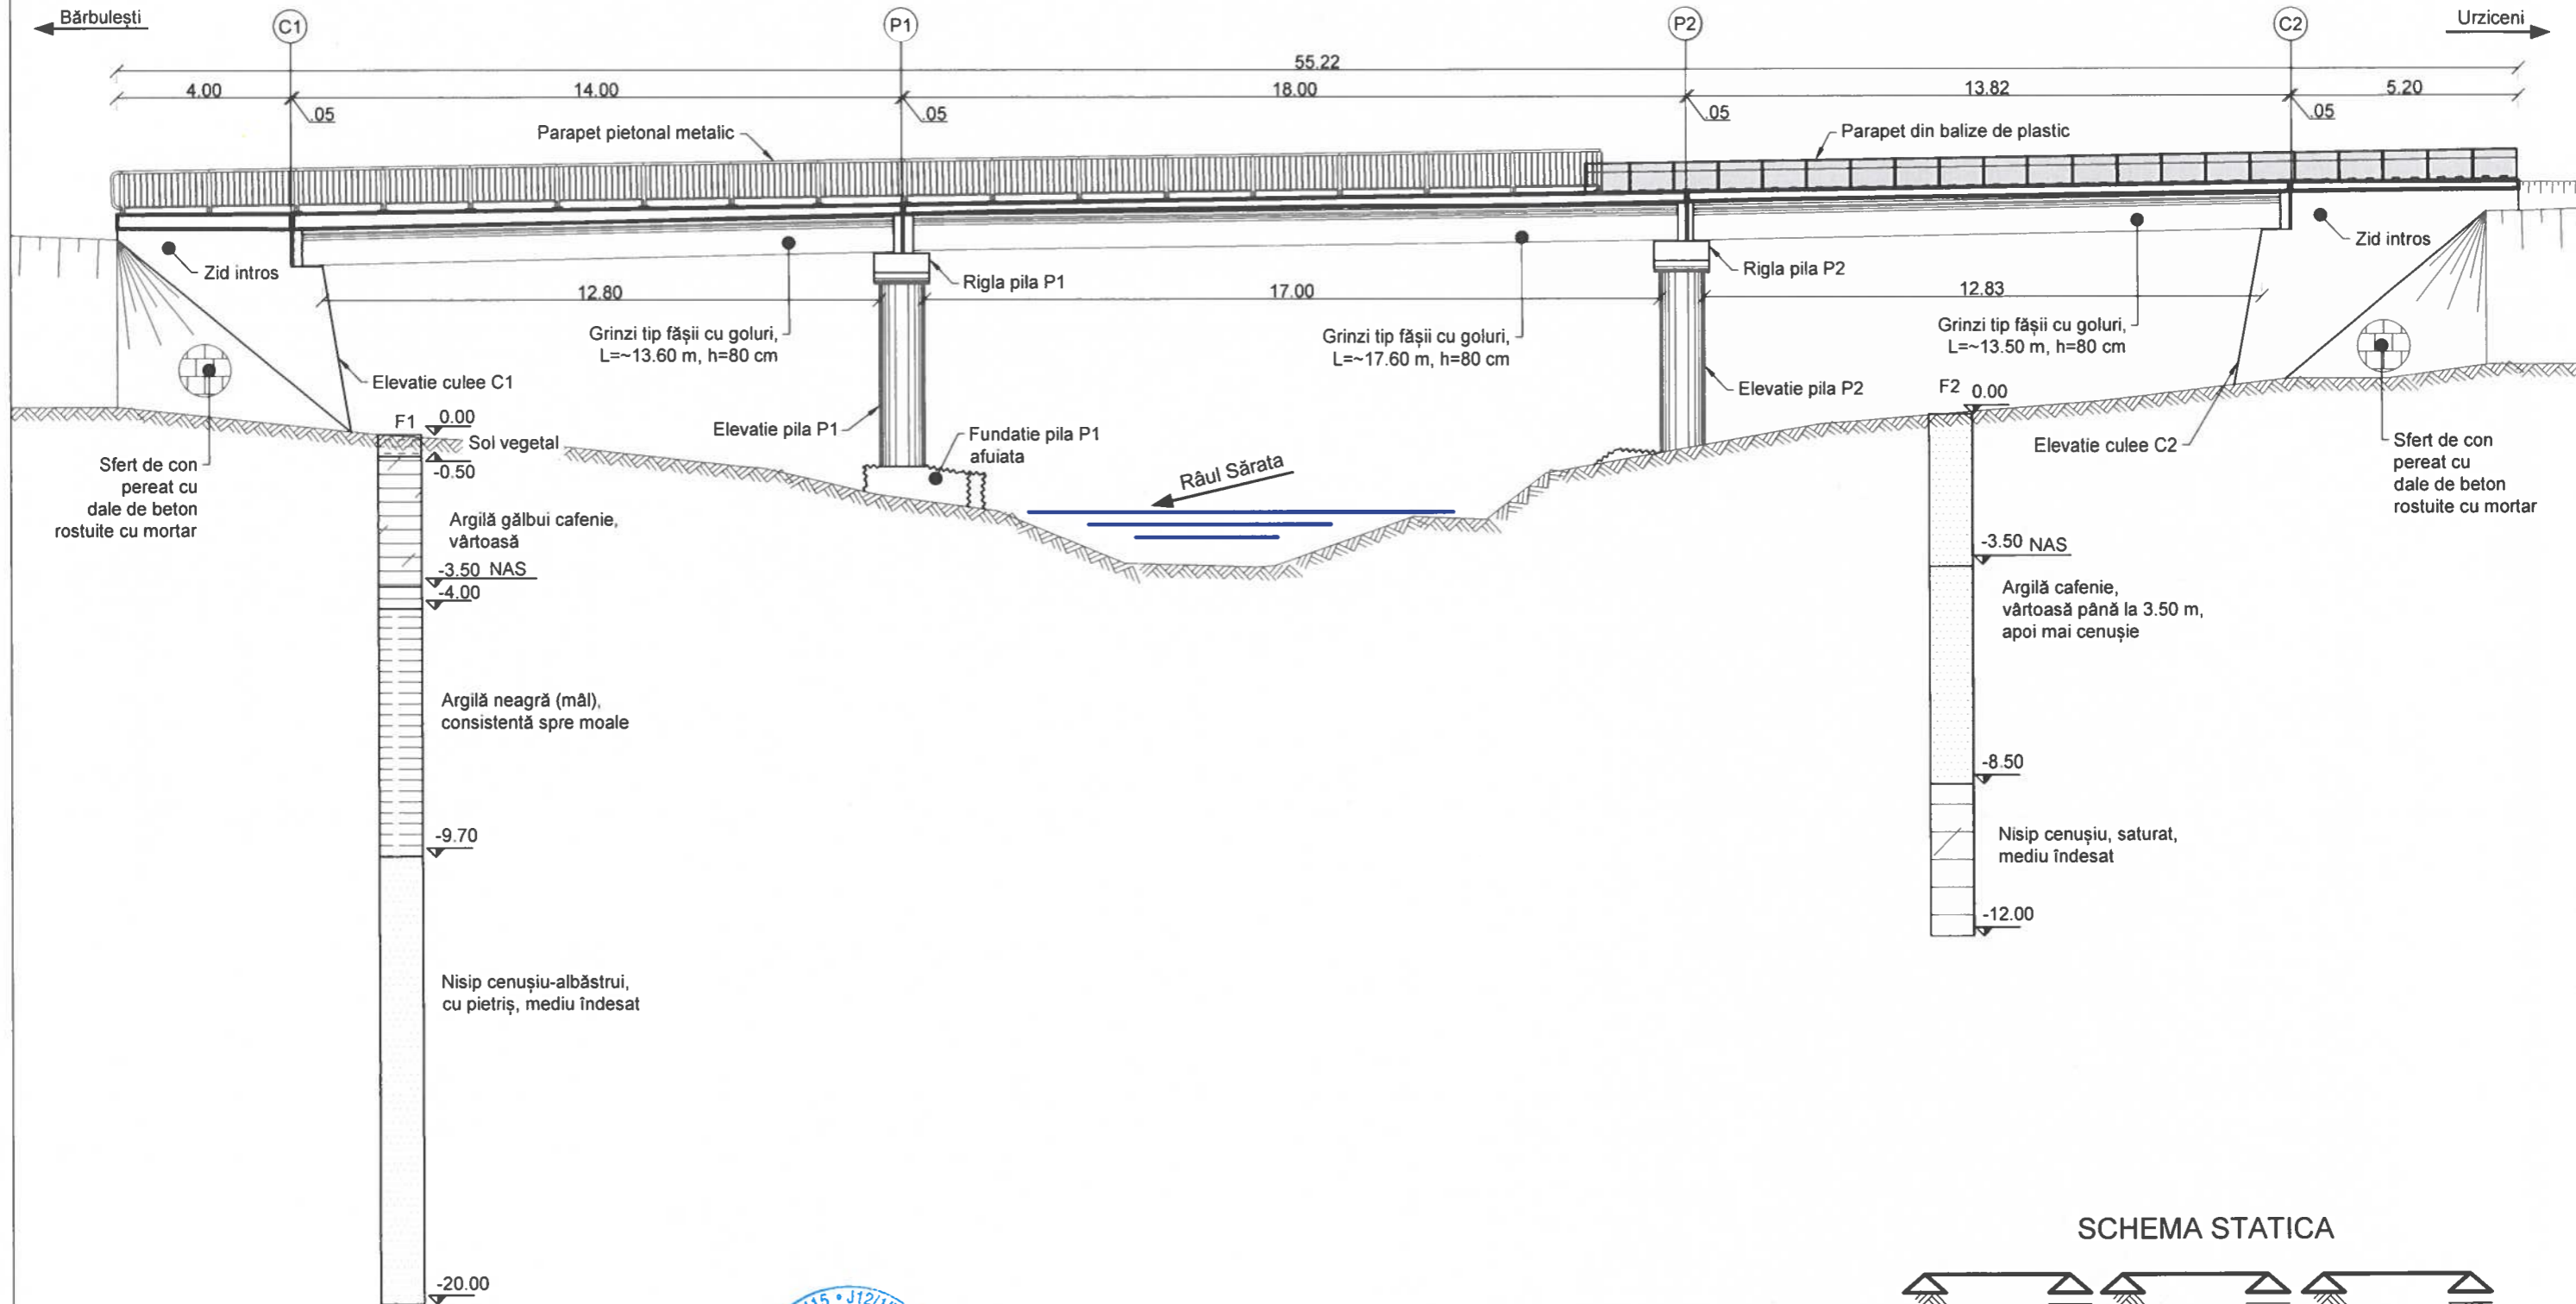 Bărbulești
C1
P1
P2
C2
Urziceni
55.22
4.00
14.00
18.00
13.82
5.20
.05
.05
.05
.05
Parapet pietonal metalic
Parapet din balize de plastic
Zid intros
Rigla pila P1
Rigla pila P2
Zid intros
12.80
17.00
12.83
Grinzi tip fășii cu goluri,
L=~13.60 m, h=80 cm
Grinzi tip fășii cu goluri,
L=~17.60 m, h=80 cm
Grinzi tip fășii cu goluri,
L=~13.50 m, h=80 cm
Elevatie culee C1
Elevatie pila P2
F1
0.00
F2
0.00
Sol vegetal
Elevatie pila P1
Fundatie pila P1
afuiata
Elevatie culee C2
Sfert de con
pereat cu
dale de beton
rostuite cu mortar
-0.50
Râul Sărata
Sfert de con
pereat cu
dale de beton
rostuite cu mortar
Argilă gălbui cafenie,
vârtoasă
-3.50 NAS
-4.00
-3.50 NAS
Argilă cafenie,
vârtoasă până la 3.50 m,
apoi mai cenușie
Argilă neagră (mâl),
consistentă spre moale
-8.50
-9.70
Nisip cenușiu, saturat,
mediu îndesat
-12.00
Nisip cenușiu-albăstrui,
cu pietriș, mediu îndesat
SCHEMA STATICA
-20.00